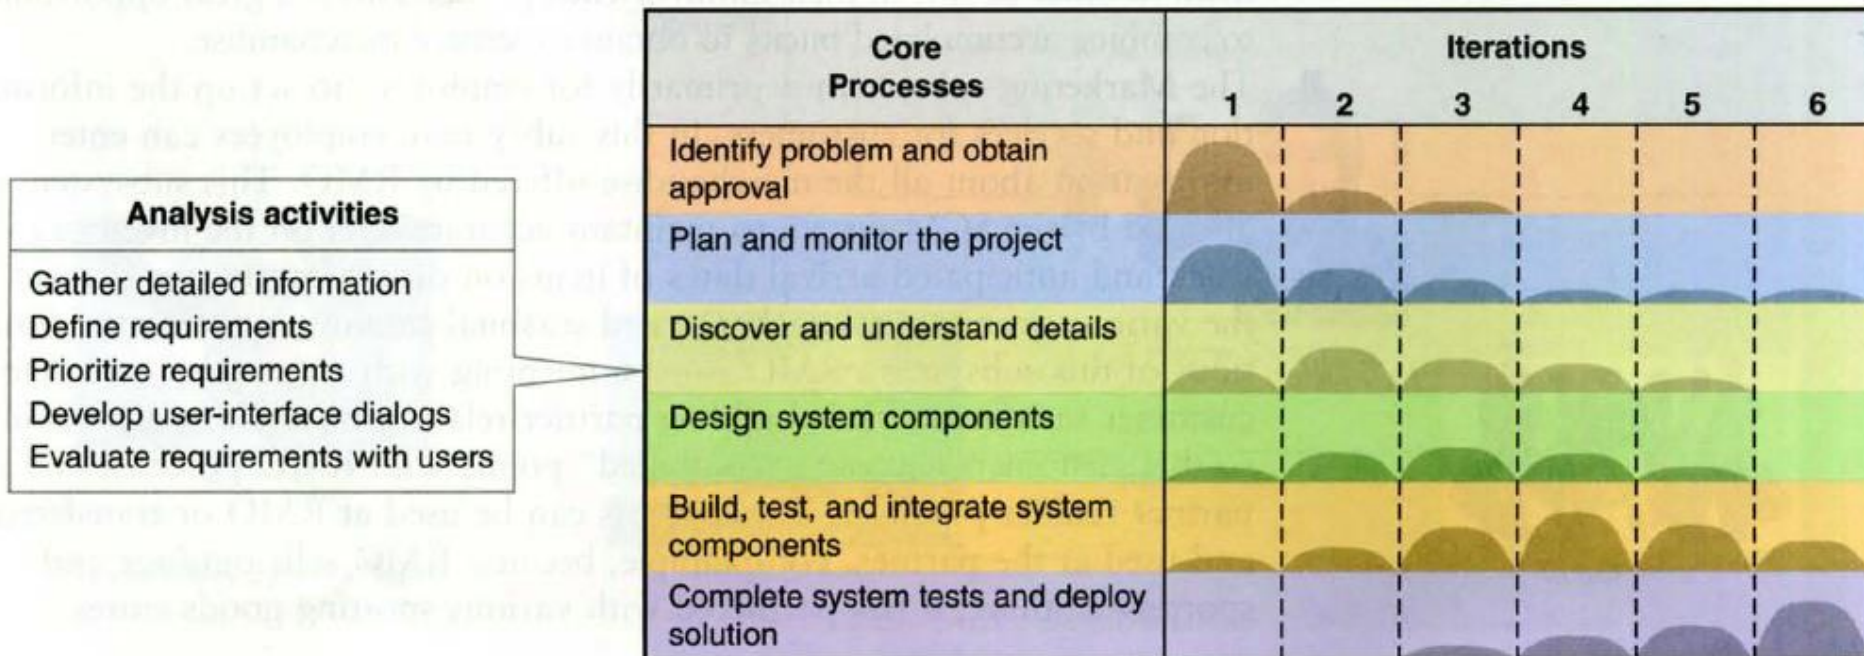 Core
Processes
Iterations
1 2 3 4 5 6
Identify problem and obtain
approval
Plan and monitor the project
Discover and understand details
Design system components
Build, test, and integrate system
components
Complete system tests and deploy
solution
Analysis activities
Gather detailed information
Define requirements
Prioritize requirements
Develop user-interface dialogs
Evaluate requirements with users